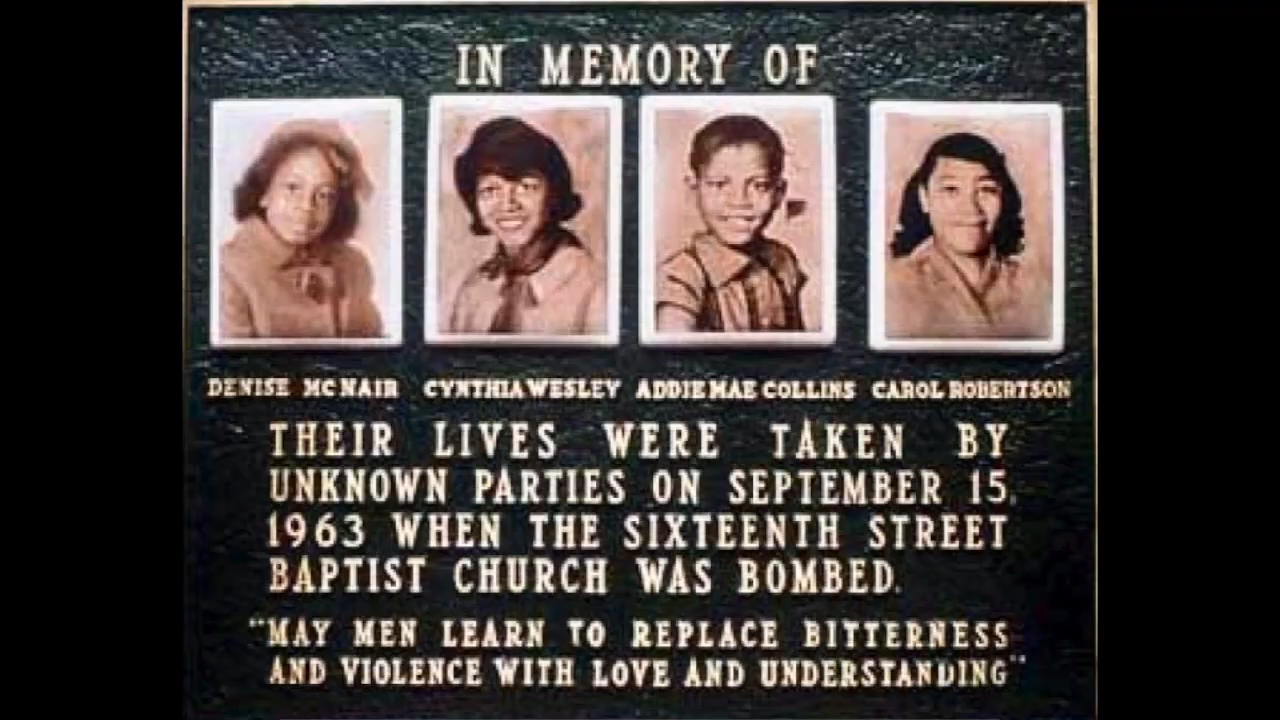 IN MEMORY OF
DENISE MCNAIR CYNTHIA WESLEY ADDIE MAE COLLINS CAROL ROBERTSON
THEIR LIVES WERE TAKEN BY
UNKNOWN PARTIES ON SEPTEMBER 15,
1963 WHEN THE SIXTEENTH STREET
BAPTIST CHURCH WAS BOMBED.
"MAY MEN LEARN TO REPLACE BITTERNESS
AND VIOLENCE WITH LOVE AND UNDERSTANDING"